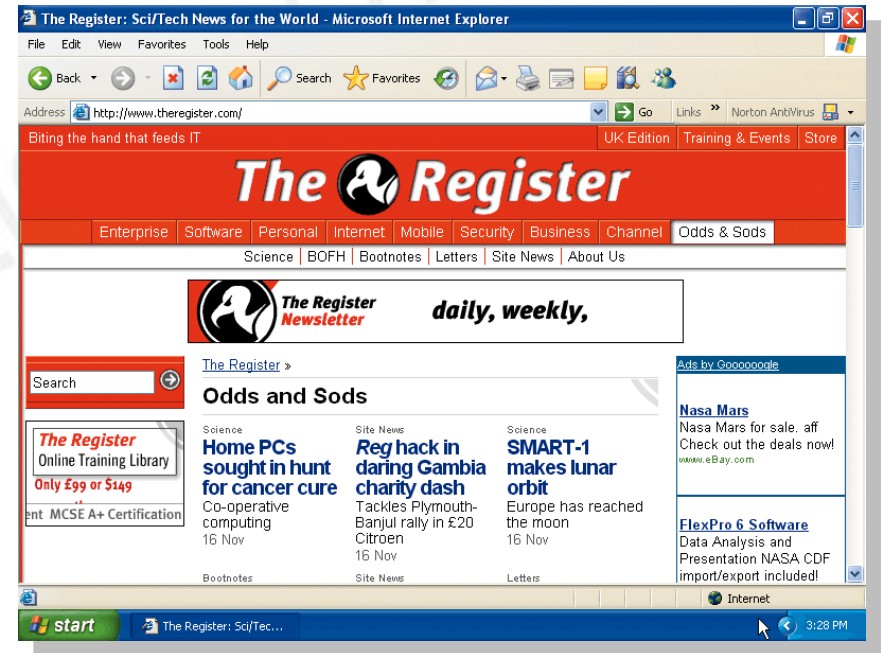 The Register: Sci/Tech News for the World - Microsoft Internet Explorer
File Edit View Favorites Tools Help
Back Search Favorites
Address http://www.theregister.com/ Go Links » Norton AntiVirus
Biting the hand that feeds IT UK Edition Training & Events Store
The Register
Enterprise Software Personal Internet Mobile Security Business Channel Odds & Sods
Science BOFH Bootnotes Letters Site News About Us
The Register
Newsletter
daily, weekly,
Search
The Register
Online Training Library
Only £99 or $149
ent MCSE A+ Certification
The Register »
Odds and Sods
Science
Home PCs
sought in hunt
for cancer cure
Co-operative
computing
16 Nov
Site News
Reg hack in
daring Gambia
charity dash
Tackles Plymouth-
Banjul rally in £20
Citroen
16 Nov
Science
SMART-1
makes lunar
orbit
Europe has reached
the moon
16 Nov
Bootnotes Site News Letters
Ads by Goooooogle
Nasa Mars
Nasa Mars for sale. aff
Check out the deals now!
www.eBay.com
FlexPro 6 Software
Data Analysis and
Presentation NASA CDF
import/export included!
Internet
start The Register: Sci/Tec... 3:28 PM